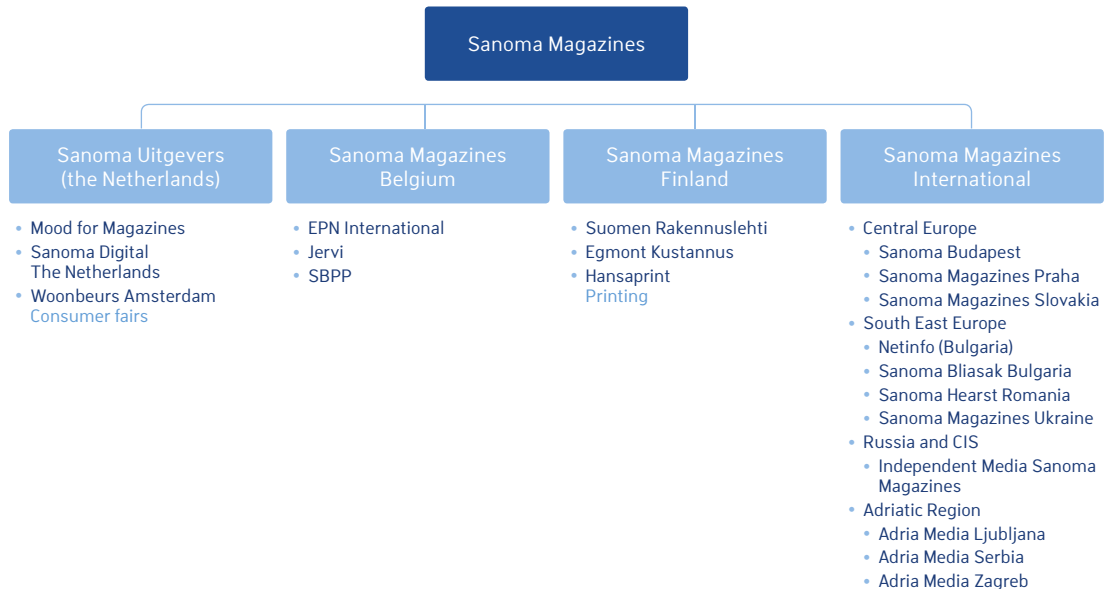 Sanoma Magazines
Sanoma Uitgevers
(the Netherlands)
• Mood for Magazines
• Sanoma Digital
The Netherlands
• Woonbeurs Amsterdam
Consumer fairs
Sanoma Magazines
Belgium
• EPN International
• Jervi
• SBPP
Sanoma Magazines
Finland
• Suomen Rakennuslehti
• Egmont Kustannus
• Hansaprint
Printing
Sanoma Magazines
International
• Central Europe
• Sanoma Budapest
• Sanoma Magazines Praha
• Sanoma Magazines Slovakia
• South East Europe
• Netinfo (Bulgaria)
• Sanoma Bliasak Bulgaria
• Sanoma Hearst Romania
• Sanoma Magazines Ukraine
• Russia and CIS
• Independent Media Sanoma
Magazines
• Adriatic Region
• Adria Media Ljubljana
• Adria Media Serbia
• Adria Media Zagreb